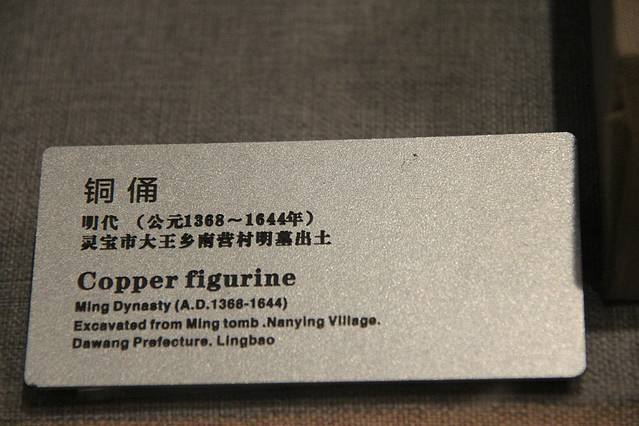 铜俑
明代 （公元1368～1644年）
灵宝市大王乡南营村明墓出土
Copper figurine
Ming Dynasty (A.D.1368-1644)
Excavated from Ming tomb .Nanying Village.
Dawang Prefecture. Lingbao